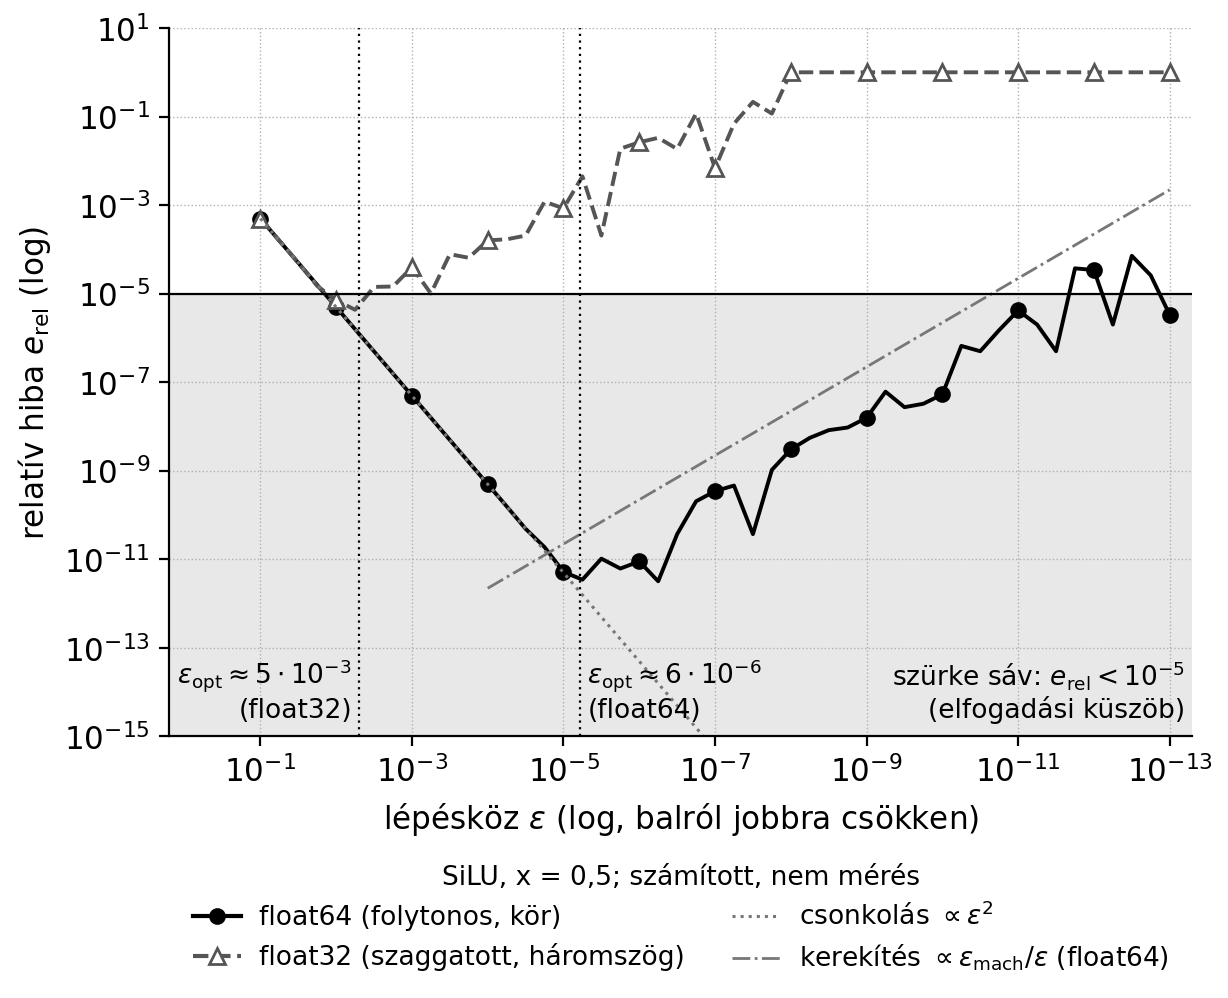 10¹
10⁻¹
10⁻³
10⁻⁵
10⁻⁷
10⁻⁹
10⁻¹¹
10⁻¹³
10⁻¹⁵
relatív hiba e_rel (log)
ε_opt ≈ 5 · 10⁻³
(float32)
ε_opt ≈ 6 · 10⁻⁶
(float64)
szürke sáv: e_rel < 10⁻⁵
(elfogadási küszöb)
10⁻¹ 10⁻³ 10⁻⁵ 10⁻⁷ 10⁻⁹ 10⁻¹¹ 10⁻¹³
lépésköz ε (log, balról jobbra csökken)
SiLU, x = 0,5; számított, nem mérés
float64 (folytonos, kör)
float32 (szaggatott, háromszög)
csonkolás ∝ ε²
kerekítés ∝ ε_mach/ε (float64)